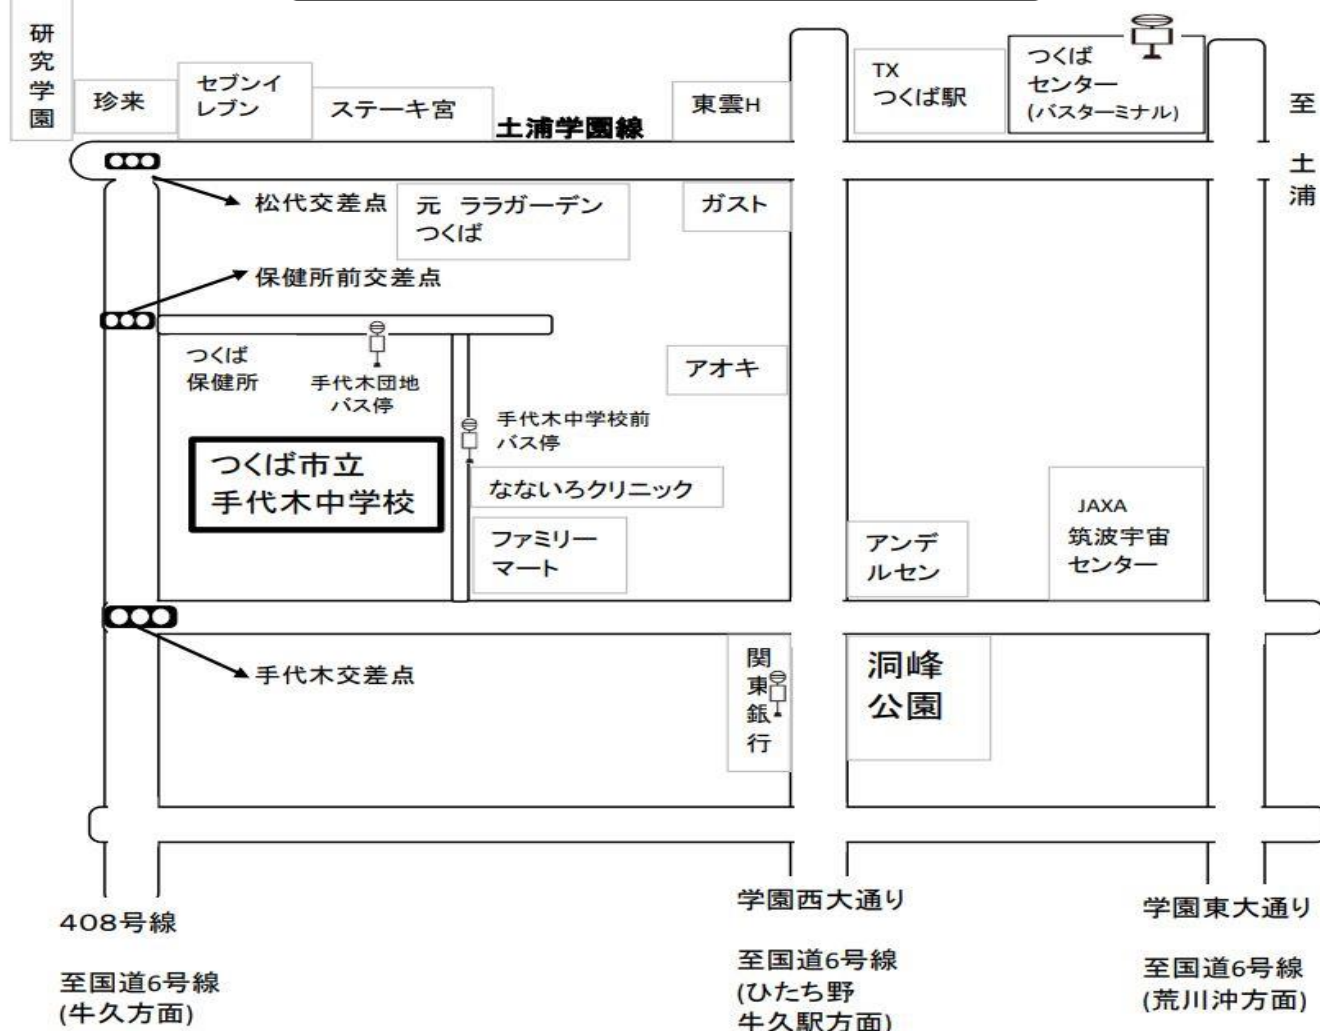 研究学園
珍来
セブンイ
レブン
ステーキ宮
土浦学園線
東雲H
TX
つくば駅
つくば
センター
(バスターミナル)
至 土浦
松代交差点
元 ララガーデン
つくば
ガスト
保健所前交差点
つくば
保健所
手代木団地
バス停
アオキ
手代木中学校前
バス停
つくば市立
手代木中学校
なないろクリニック
ファミリー
マート
アンデ
ルセン
JAXA
筑波宇宙
センター
手代木交差点
関東銀行
洞峰
公園
408号線
至国道6号線
(牛久方面)
学園西大通り
至国道6号線
(ひたち野
牛久駅方面)
学園東大通り
至国道6号線
(荒川沖方面)